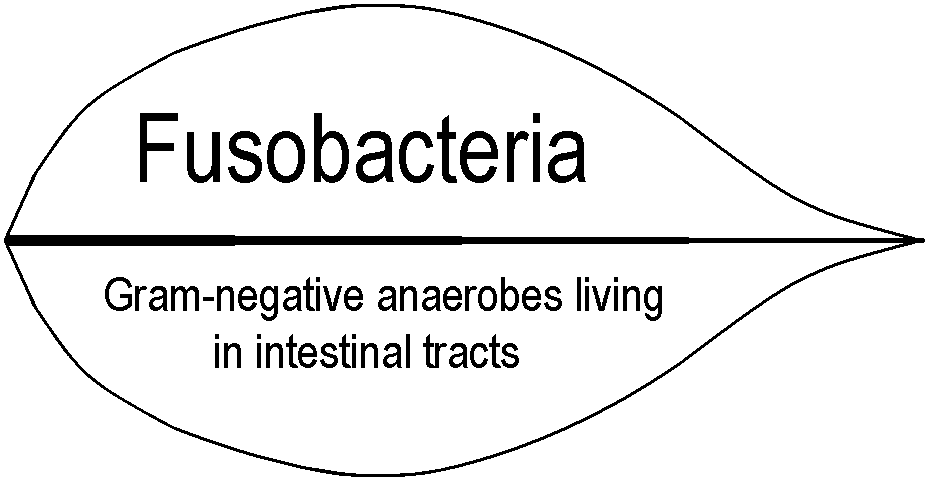 Fusobacteria
Gram-negative anaerobes living
in intestinal tracts